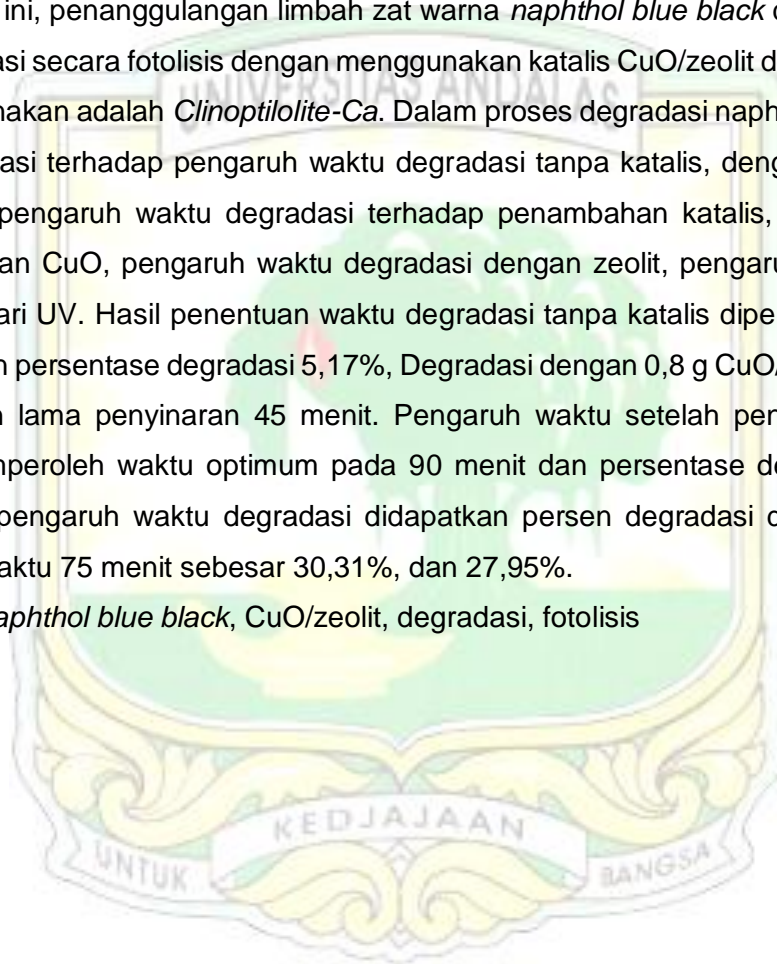 ini, penanggulangan limbah zat warna naphthol blue black
asi secara fotolisis dengan menggunakan katalis CuO/zeolit
nakan adalah Clinoptilolite-Ca. Dalam proses degradasi naph
asi terhadap pengaruh waktu degradasi tanpa katalis, deng
pengaruh waktu degradasi terhadap penambahan katalis,
an CuO, pengaruh waktu degradasi dengan zeolit, pengaru
ari UV. Hasil penentuan waktu degradasi tanpa katalis dipe
n persentase degradasi 5,17%, Degradasi dengan 0,8 g CuO/
n lama penyinaran 45 menit. Pengaruh waktu setelah pen
mperoleh waktu optimum pada 90 menit dan persentase de
pengaruh waktu degradasi didapatkan persen degradasi
aktu 75 menit sebesar 30,31%, dan 27,95%.
aphthol blue black, CuO/zeolit, degradasi, fotolisis
UNIVERSITAS ANDALAS
UNTUK KEDJAJAAN BANGSA